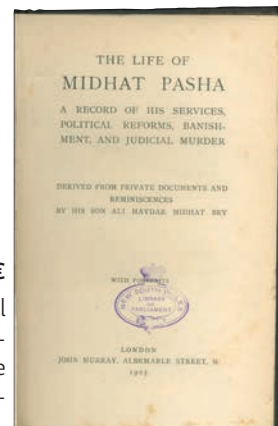 THE LIFE OF
MIDHAT PASHA
A RECORD OF HIS SERVICES,
POLITICAL REFORMS, BANISH-
MENT, AND JUDICIAL MURDER
DERIVED FROM PRIVATE DOCUMENTS AND
REMINISCENCES
BY HIS SON ALI HAYDAR MIDHAT BEY
WITH PORTRAITS
LIBRARY
PARLIAMENT
LONDON
JOHN MURRAY, ALBEMARLE STREET, W.
1903